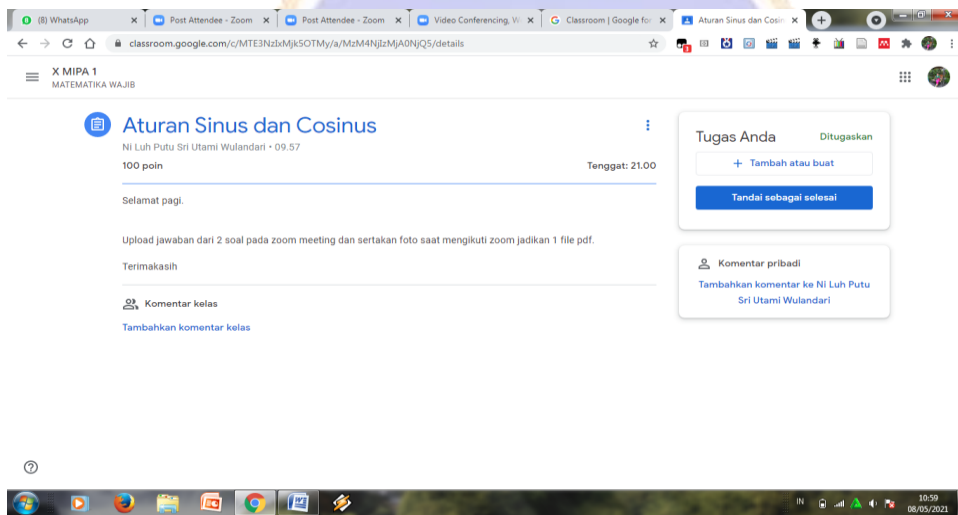 (8) WhatsApp
Post Attendee - Zoom
Post Attendee - Zoom
Video Conferencing, W
Classroom | Google for
Aturan Sinus dan Cosin
classroom.google.com/c/MTE3NzIxMjk5OTMy/a/MzM4NjIzMjA0NjQ5/details
X MIPA 1
MATEMATIKA WAJIB
Aturan Sinus dan Cosinus
Ni Luh Putu Sri Utami Wulandari • 09.57
100 poin
Tenggat: 21.00
Selamat pagi.
Upload jawaban dari 2 soal pada zoom meeting dan sertakan foto saat mengikuti zoom jadikan 1 file pdf.
Terimakasih
Komentar kelas
Tambahkan komentar kelas
Tugas Anda
Ditugaskan
+ Tambah atau buat
Tandai sebagai selesai
Komentar pribadi
Tambahkan komentar ke Ni Luh Putu
Sri Utami Wulandari
IN
10:59
08/05/2021